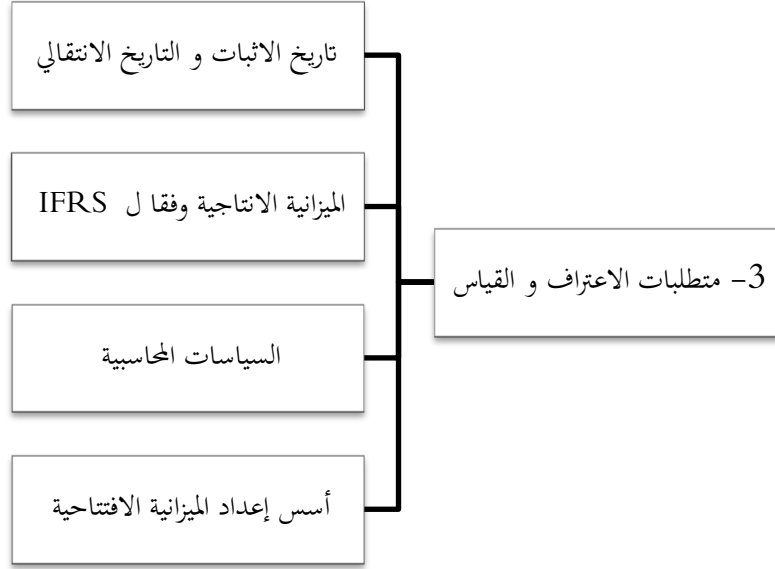 3- متطلبات الاعتراف و القياس
تاريخ الاثبات و التاريخ الانتقالي
الميزانية الانتاجية وفقا ل IFRS
السياسات المحاسبية
أسس إعداد الميزانية الافتتاحية